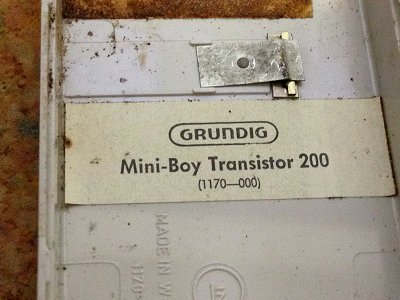 GRUNDIG
Mini-Boy Transistor 200
(1170—000)
MADE IN W